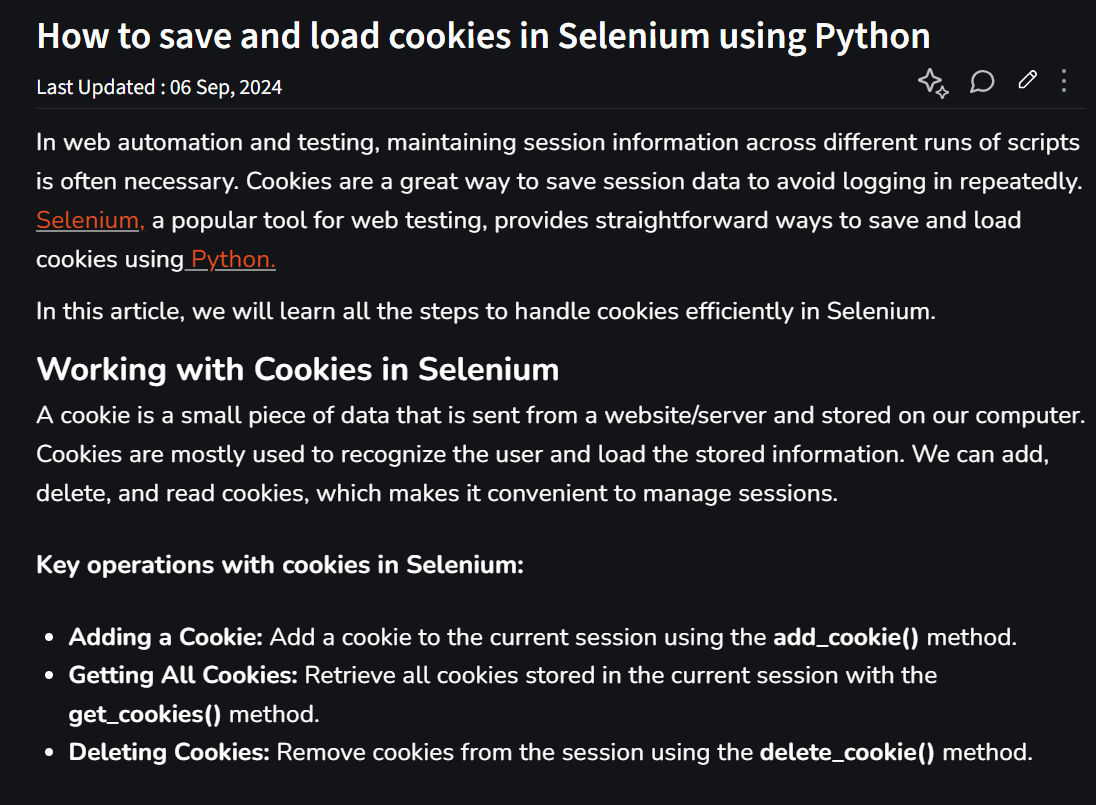 How to save and load cookies in Selenium using Python
Last Updated : 06 Sep, 2024
In web automation and testing, maintaining session information across different runs of scripts
is often necessary. Cookies are a great way to save session data to avoid logging in repeatedly.
Selenium, a popular tool for web testing, provides straightforward ways to save and load
cookies using Python.
In this article, we will learn all the steps to handle cookies efficiently in Selenium.
Working with Cookies in Selenium
A cookie is a small piece of data that is sent from a website/server and stored on our computer.
Cookies are mostly used to recognize the user and load the stored information. We can add,
delete, and read cookies, which makes it convenient to manage sessions.
Key operations with cookies in Selenium:
• Adding a Cookie: Add a cookie to the current session using the add_cookie() method.
• Getting All Cookies: Retrieve all cookies stored in the current session with the
get_cookies() method.
• Deleting Cookies: Remove cookies from the session using the delete_cookie() method.